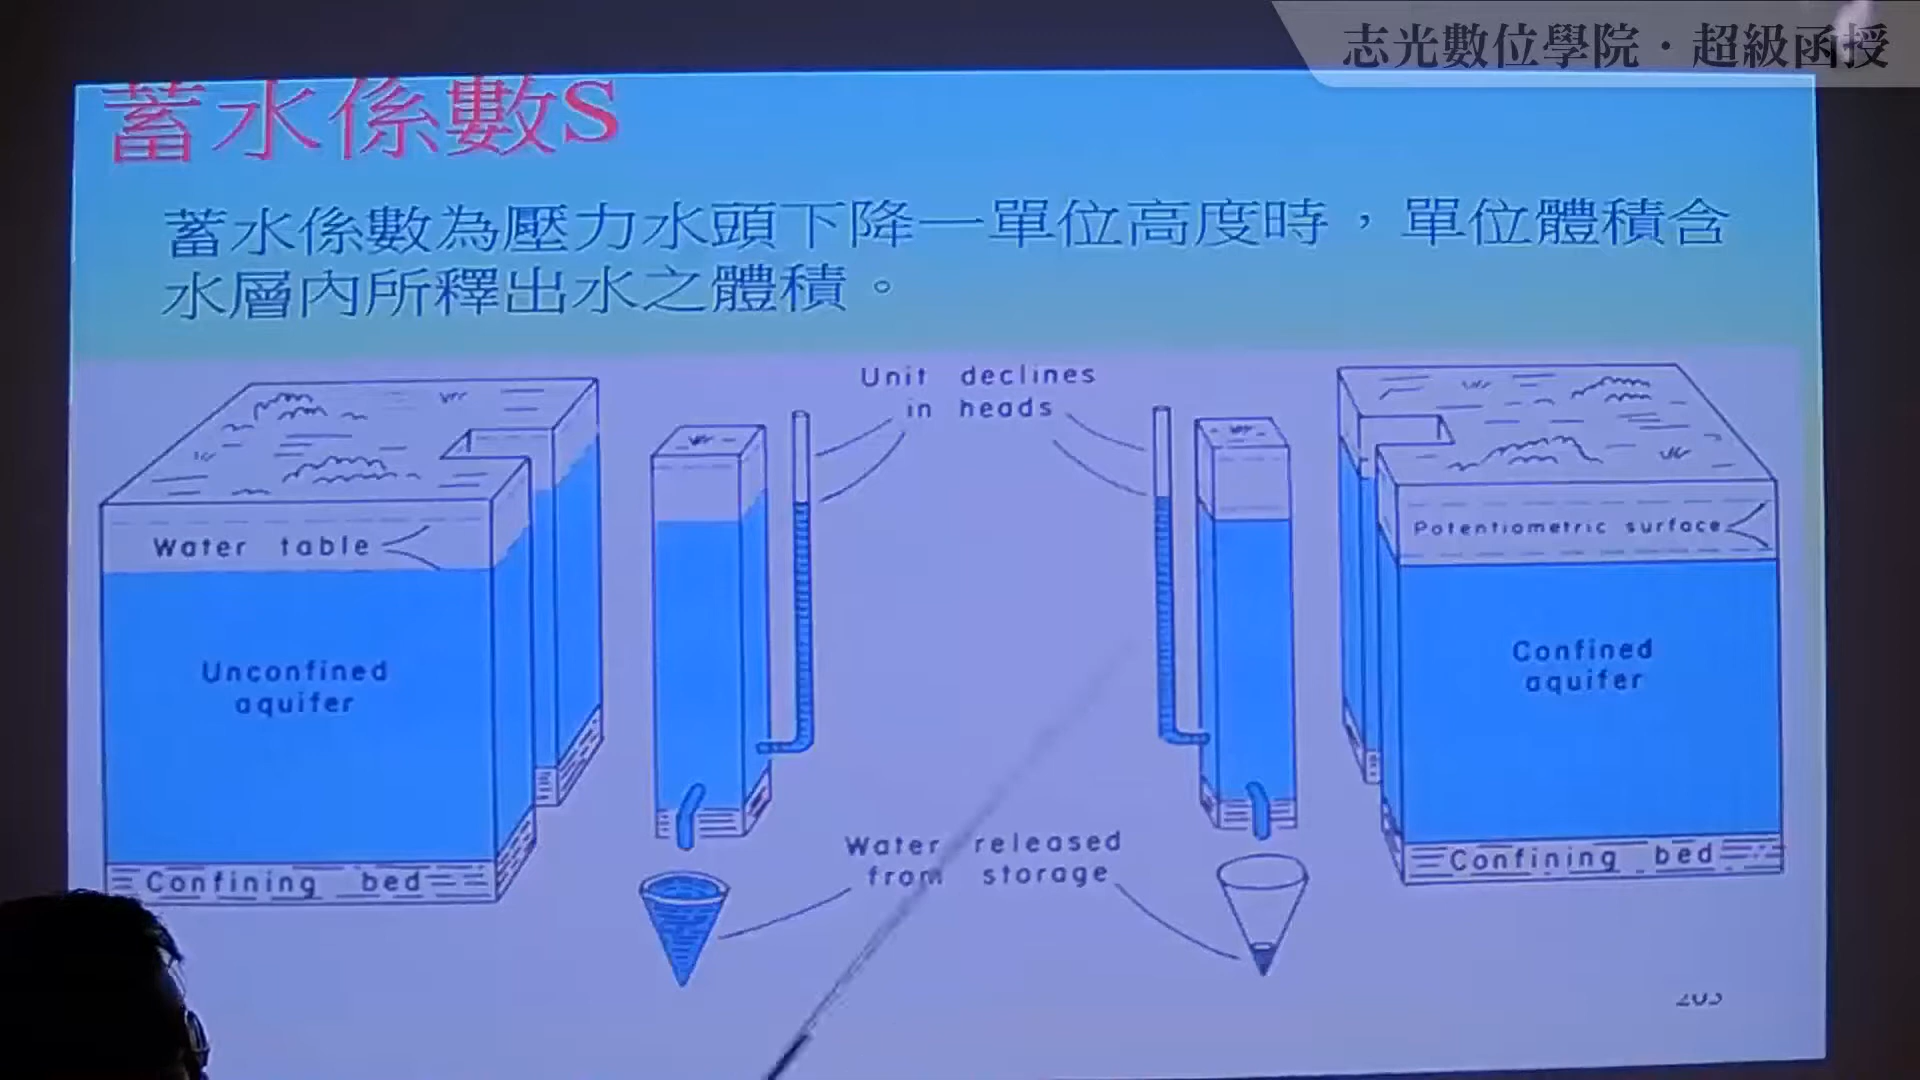 志光數位學院．超級函授
蓄水係數S
蓄水係數為壓力水頭下降一單位高度時，單位體積含
水層內所釋出水之體積。
Unit declines
in heads
Water table
Potentiometric surface
Unconfined
aquifer
Confined
aquifer
Water released
from storage
Confining bed
Confining bed